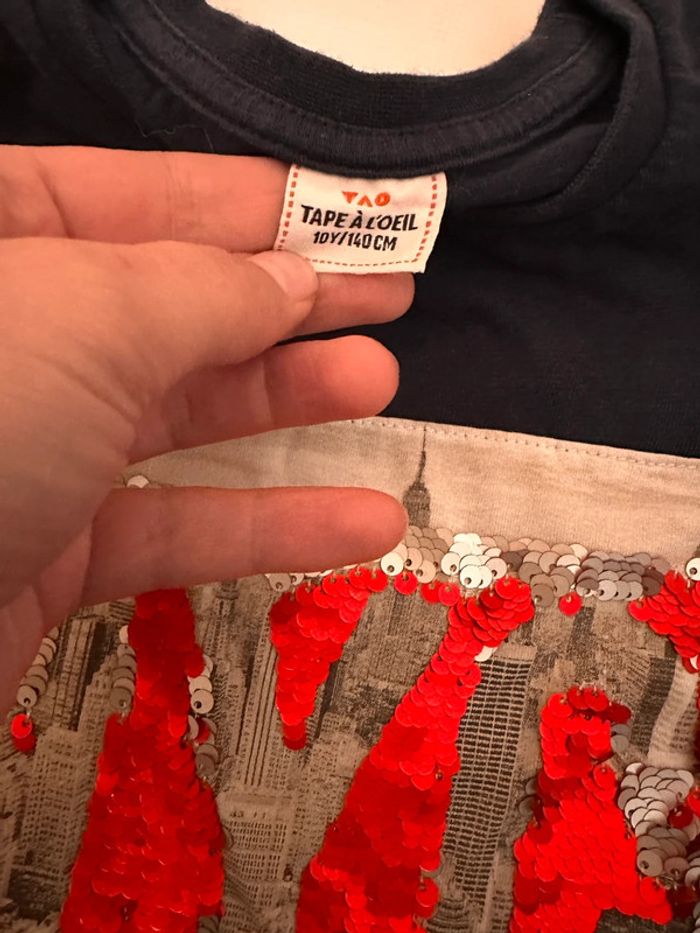 TAO
TAPE À L'OEIL
10Y/140CM